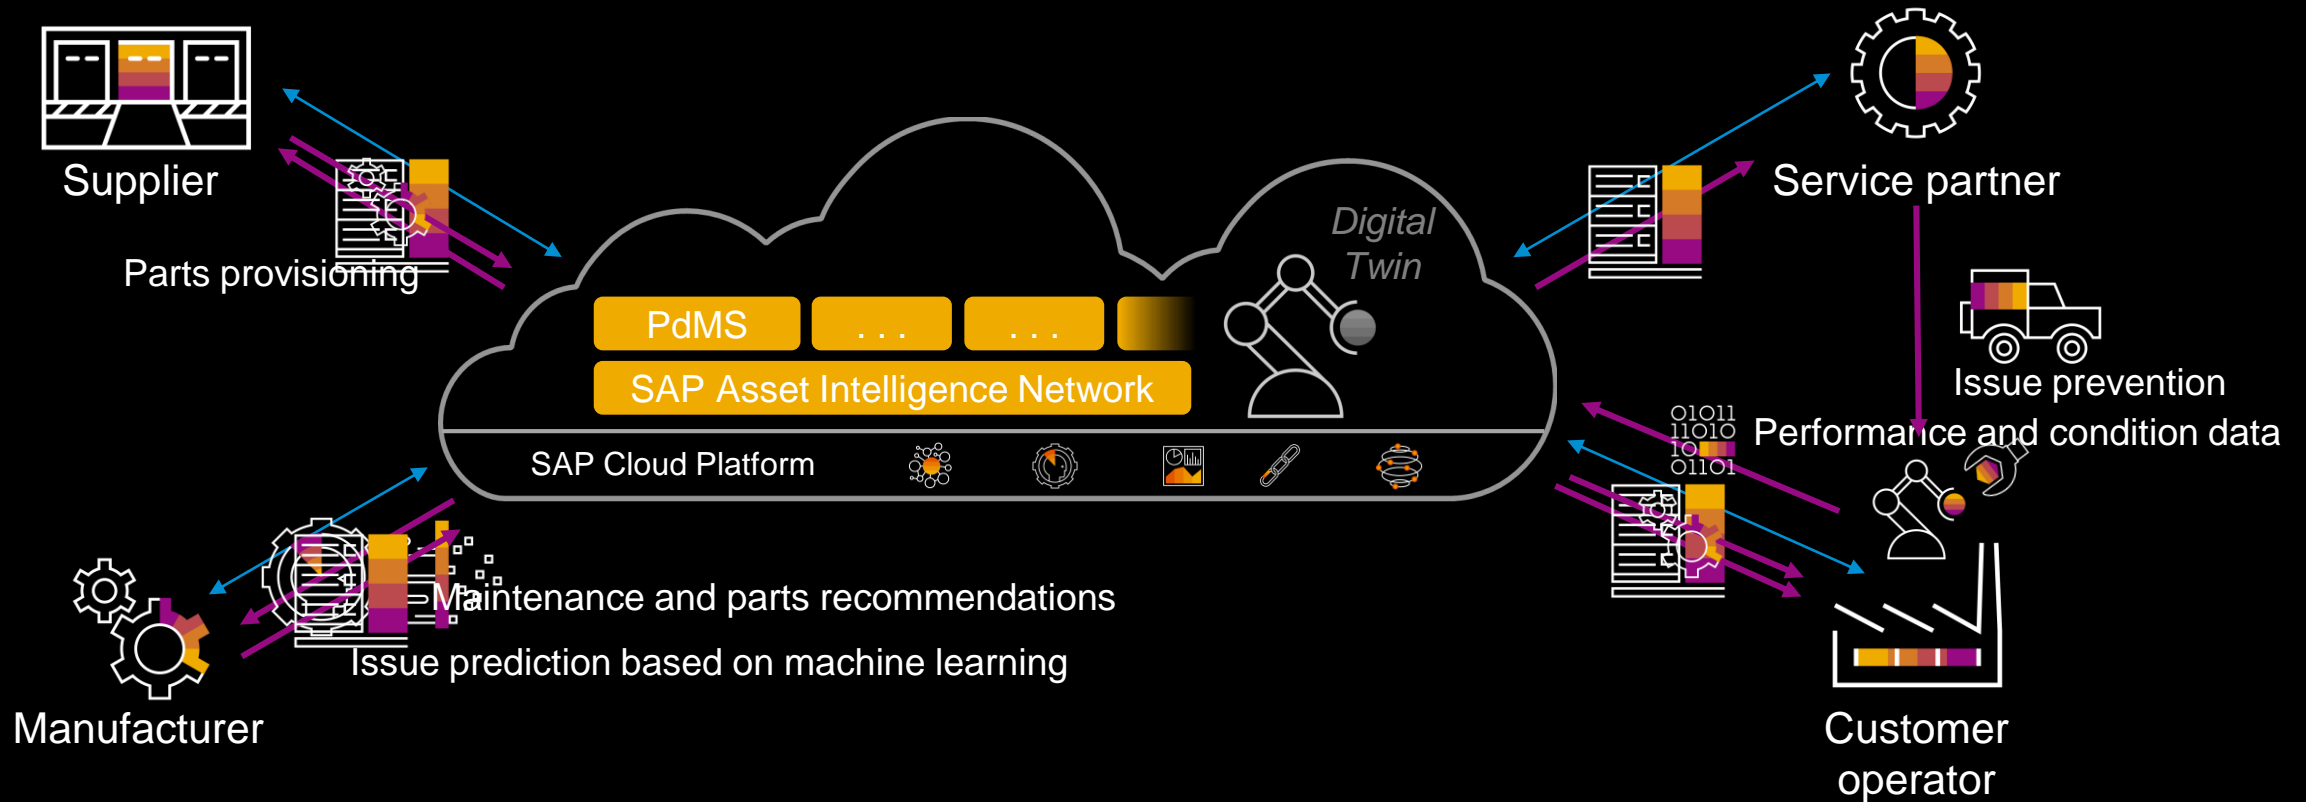 Supplier
Service partner
Digital
Twin
Parts provisioning
PdMS
. . .
. . .
SAP Asset Intelligence Network
Issue prevention
01011
11010
10
01101
Performance and condition data
SAP Cloud Platform
Maintenance and parts recommendations
Issue prediction based on machine learning
Manufacturer
Customer
operator